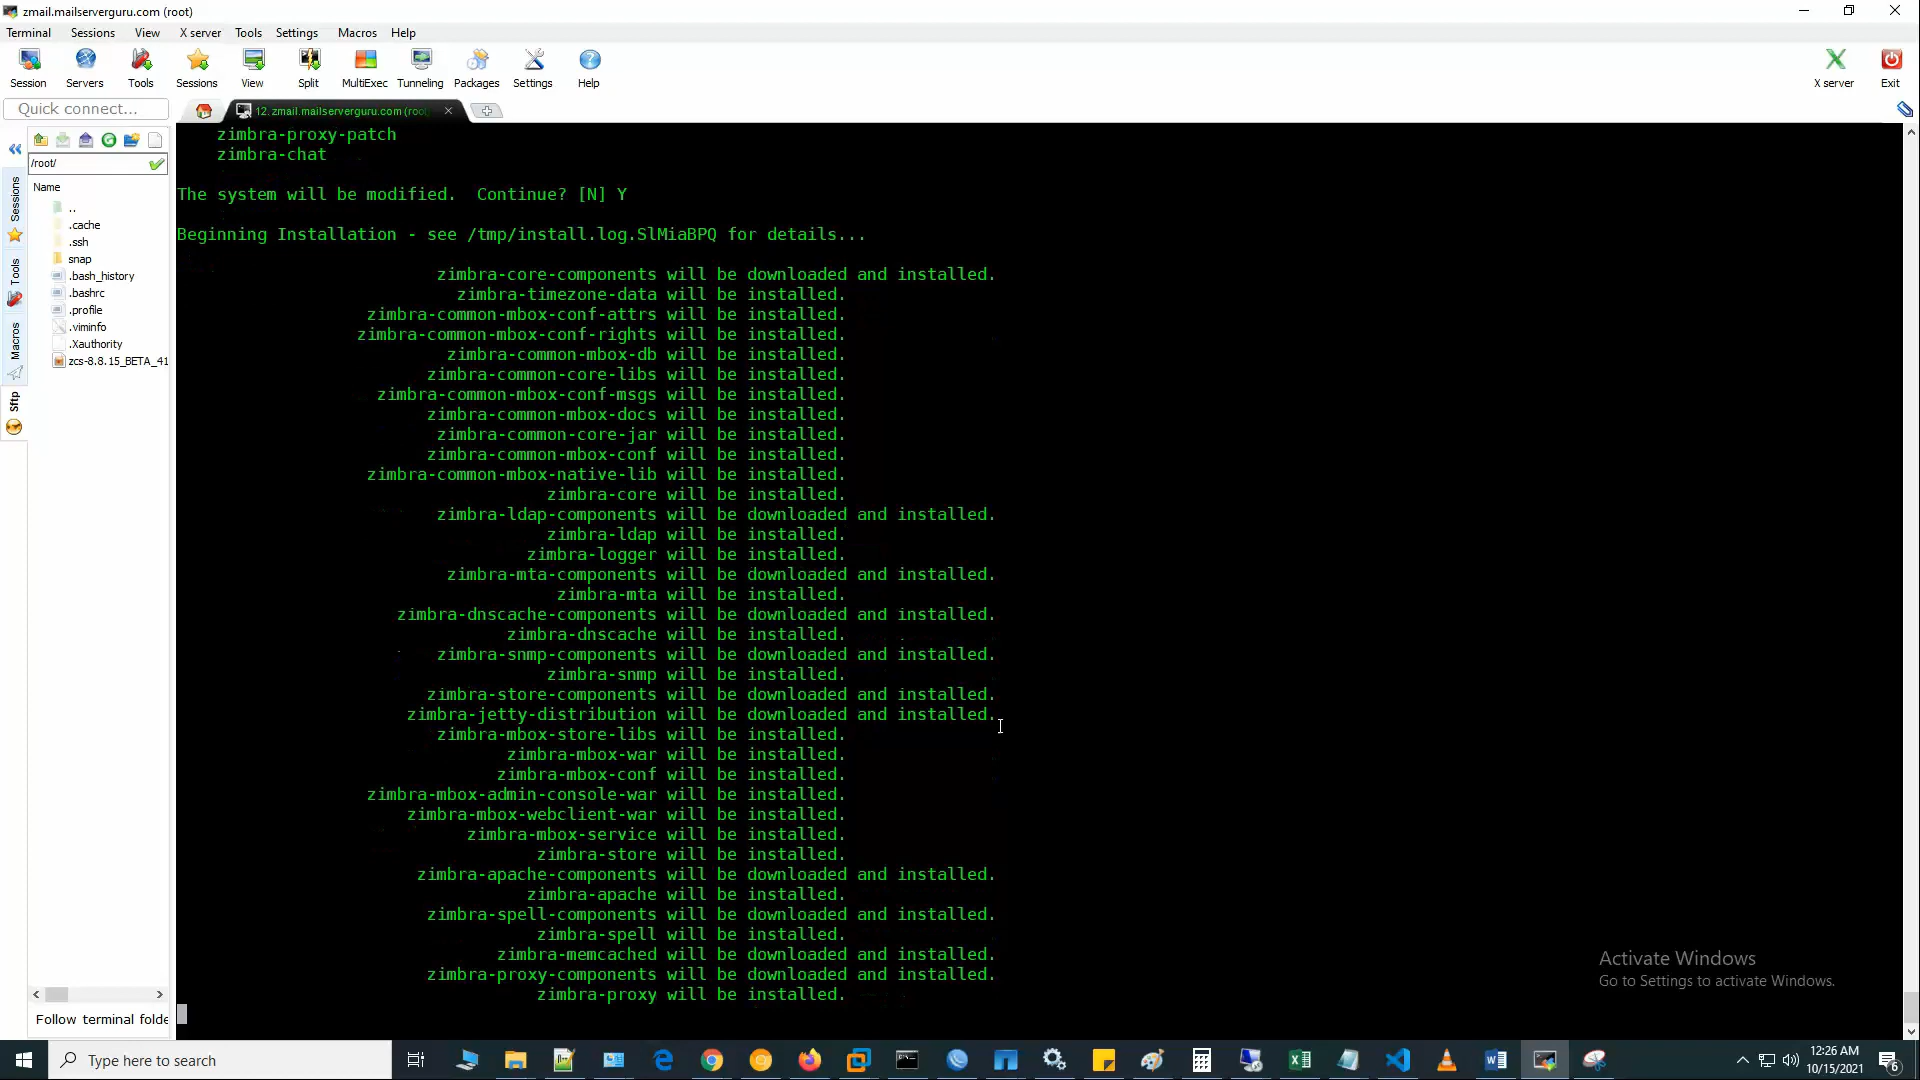 zmail.mailserverguru.com (root)
Terminal Sessions View X server Tools Settings Macros Help
Session Servers Tools Sessions View Split MultiExec Tunneling Packages Settings Help X server Exit
Quick connect...
12. zmail.mailserverguru.com (roo
/root/
Name
..
.cache
.ssh
snap
.bash_history
.bashrc
.profile
.viminfo
.Xauthority
zcs-8.8.15_BETA_41
Follow terminal folde
Sessions
Tools
Macros
Sftp
zimbra-proxy-patch
zimbra-chat
The system will be modified.  Continue? [N] Y
Beginning Installation - see /tmp/install.log.SlMiaBPQ for details...
zimbra-core-components will be downloaded and installed.
zimbra-timezone-data will be installed.
zimbra-common-mbox-conf-attrs will be installed.
zimbra-common-mbox-conf-rights will be installed.
zimbra-common-mbox-db will be installed.
zimbra-common-core-libs will be installed.
zimbra-common-mbox-conf-msgs will be installed.
zimbra-common-mbox-docs will be installed.
zimbra-common-core-jar will be installed.
zimbra-common-mbox-conf will be installed.
zimbra-common-mbox-native-lib will be installed.
zimbra-core will be installed.
zimbra-ldap-components will be downloaded and installed.
zimbra-ldap will be installed.
zimbra-logger will be installed.
zimbra-mta-components will be downloaded and installed.
zimbra-mta will be installed.
zimbra-dnscache-components will be downloaded and installed.
zimbra-dnscache will be installed.
zimbra-snmp-components will be downloaded and installed.
zimbra-snmp will be installed.
zimbra-store-components will be downloaded and installed.
zimbra-jetty-distribution will be downloaded and installed.
zimbra-mbox-store-libs will be installed.
zimbra-mbox-war will be installed.
zimbra-mbox-conf will be installed.
zimbra-mbox-admin-console-war will be installed.
zimbra-mbox-webclient-war will be installed.
zimbra-mbox-service will be installed.
zimbra-store will be installed.
zimbra-apache-components will be downloaded and installed.
zimbra-apache will be installed.
zimbra-spell-components will be downloaded and installed.
zimbra-spell will be installed.
zimbra-memcached will be downloaded and installed.
zimbra-proxy-components will be downloaded and installed.
zimbra-proxy will be installed.
Activate Windows
Go to Settings to activate Windows.
Type here to search
12:26 AM
10/15/2021
6